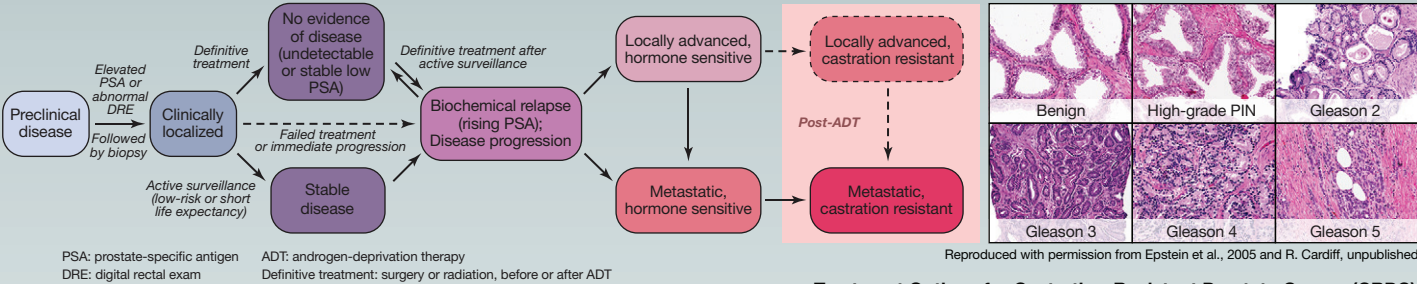 Preclinical
disease
Elevated
PSA or
abnormal
DRE
Followed
by biopsy
Clinically
localized
Definitive
treatment
No evidence
of disease
(undetectable
or stable low
PSA)
Definitive treatment after
active surveillance
Failed treatment
or immediate progression
Active surveillance
(low-risk or short
life expectancy)
Stable
disease
Biochemical relapse
(rising PSA);
Disease progression
Locally advanced,
hormone sensitive
Metastatic,
hormone sensitive
Locally advanced,
castration resistant
Post-ADT
Metastatic,
castration resistant
Benign
High-grade PIN
Gleason 2
Gleason 3
Gleason 4
Gleason 5
Reproduced with permission from Epstein et al., 2005 and R. Cardiff, unpublished
PSA: prostate-specific antigen
ADT: androgen-deprivation therapy
DRE: digital rectal exam
Definitive treatment: surgery or radiation, before or after ADT